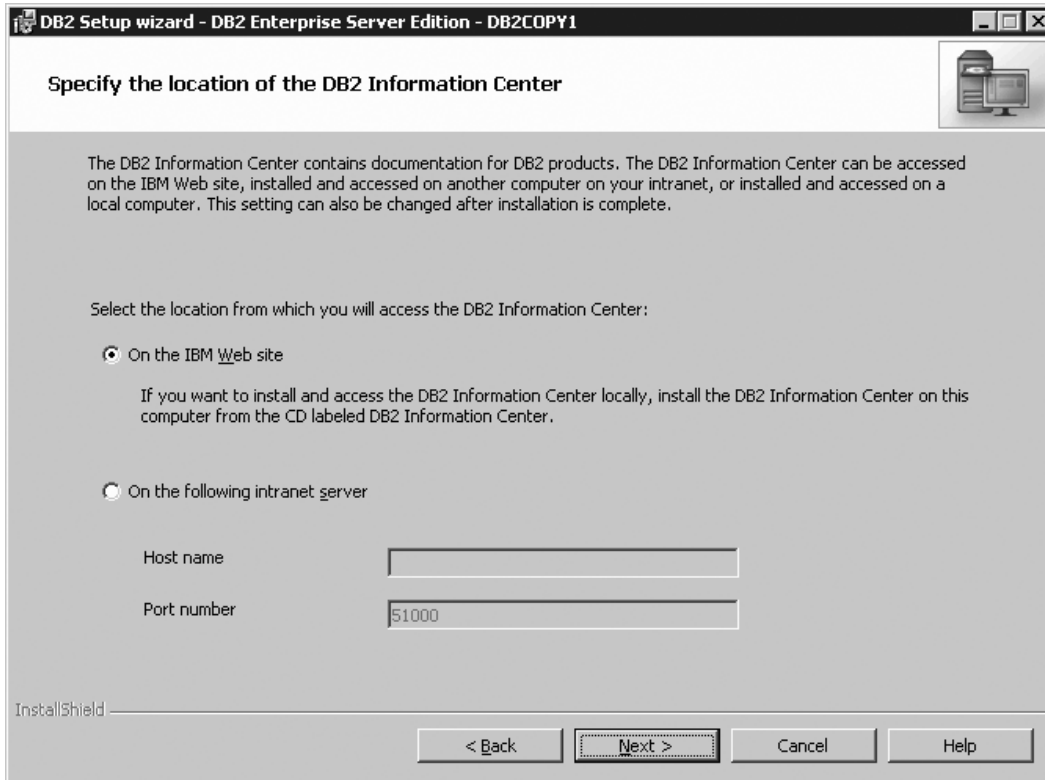 DB2 Setup wizard - DB2 Enterprise Server Edition - DB2COPY1
Specify the location of the DB2 Information Center
The DB2 Information Center contains documentation for DB2 products. The DB2 Information Center can be accessed
on the IBM Web site, installed and accessed on another computer on your intranet, or installed and accessed on a
local computer. This setting can also be changed after installation is complete.
Select the location from which you will access the DB2 Information Center:
On the IBM Web site
If you want to install and access the DB2 Information Center locally, install the DB2 Information Center on this
computer from the CD labeled DB2 Information Center.
On the following intranet server
Host name
Port number
51000
InstallShield
< Back
Next >
Cancel
Help